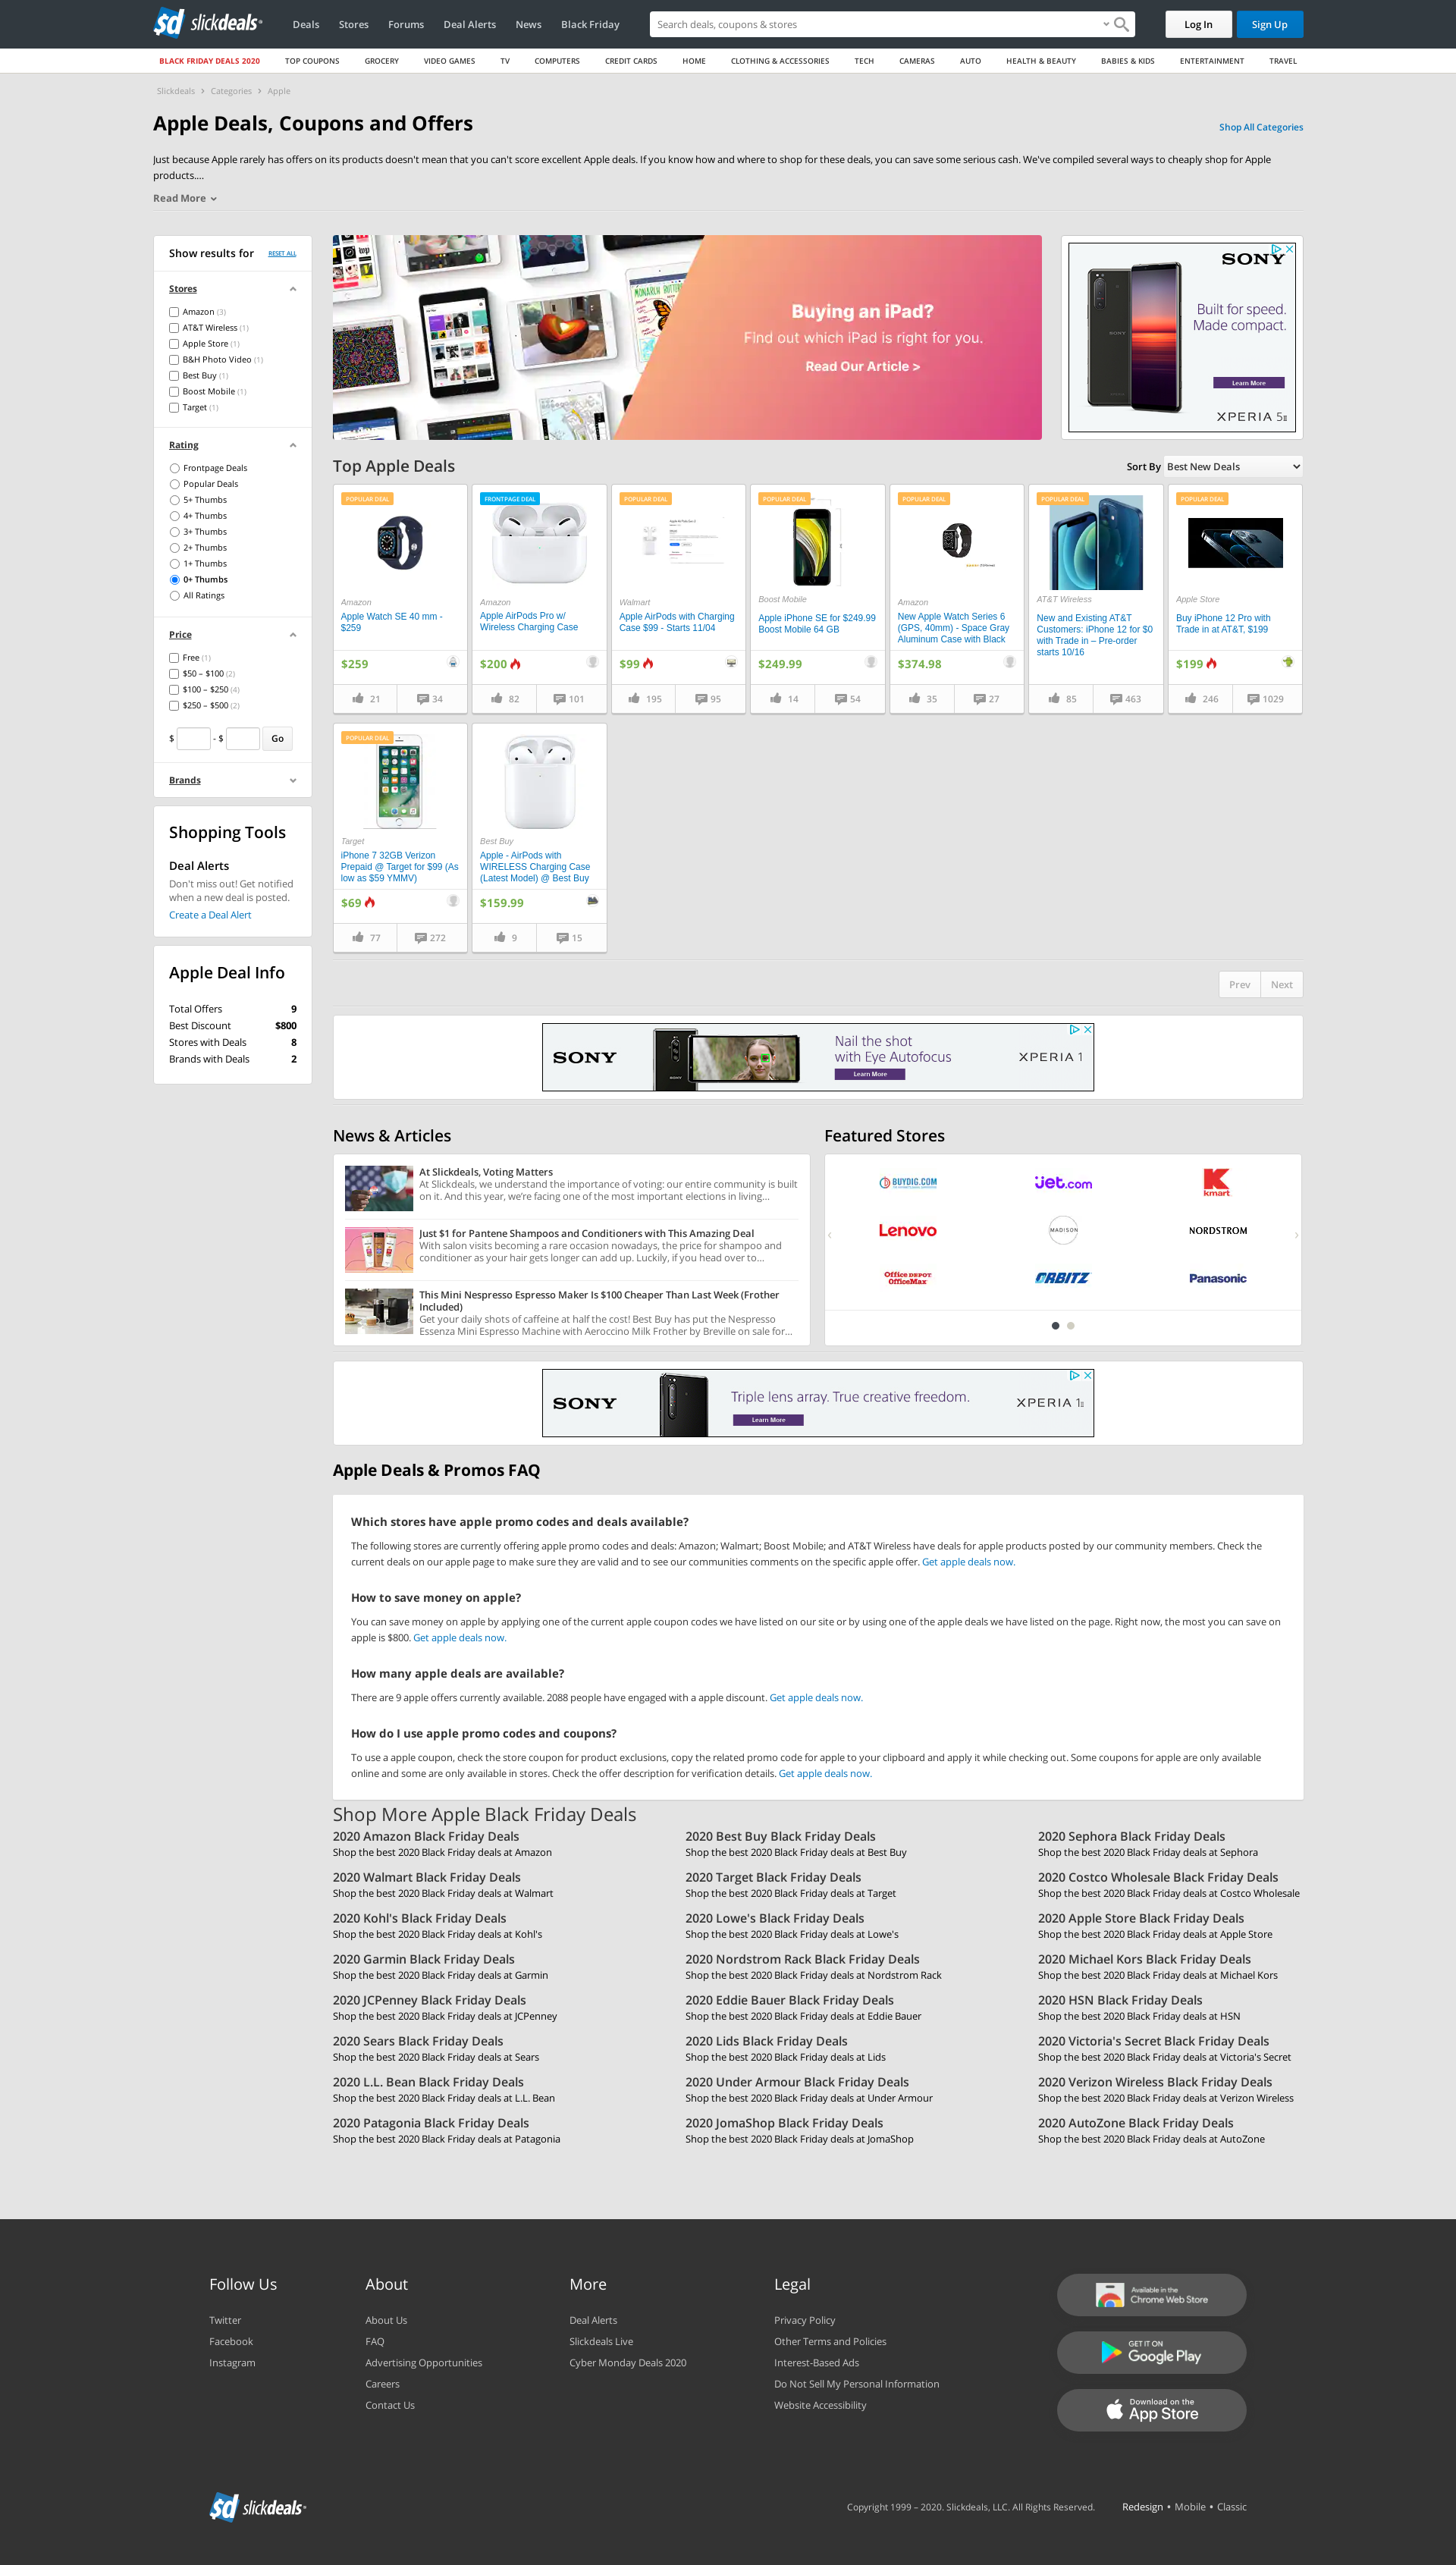 sd slickdeals
Deals Stores Forums Deal Alerts News Black Friday
Search deals, coupons & stores
Log In Sign Up
BLACK FRIDAY DEALS 2020 TOP COUPONS GROCERY VIDEO GAMES TV COMPUTERS CREDIT CARDS HOME CLOTHING & ACCESSORIES TECH CAMERAS AUTO HEALTH & BEAUTY BABIES & KIDS ENTERTAINMENT TRAVEL
Slickdeals > Categories > Apple
Apple Deals, Coupons and Offers
Shop All Categories
Just because Apple rarely has offers on its products doesn't mean that you can't score excellent Apple deals. If you know how and where to shop for these deals, you can save some serious cash. We've compiled several ways to cheaply shop for Apple
products....
Read More
Show results for RESET ALL
Stores
Amazon (3)
AT&T Wireless (1)
Apple Store (1)
B&H Photo Video (1)
Best Buy (1)
Boost Mobile (1)
Target (1)
Rating
Frontpage Deals
Popular Deals
5+ Thumbs
4+ Thumbs
3+ Thumbs
2+ Thumbs
1+ Thumbs
0+ Thumbs
All Ratings
Price
Free (1)
$50 – $100 (2)
$100 – $250 (4)
$250 – $500 (2)
$ - $ Go
Brands
Shopping Tools
Deal Alerts
Don't miss out! Get notified
when a new deal is posted.
Create a Deal Alert
Apple Deal Info
Total Offers 9
Best Discount $800
Stores with Deals 8
Brands with Deals 2
Buying an iPad?
Find out which iPad is right for you.
Read Our Article >
SONY
Built for speed.
Made compact.
Learn More
XPERIA 5 II
Top Apple Deals
Sort By Best New Deals
POPULAR DEAL
Amazon
Apple Watch SE 40 mm -
$259
$259
21 34
FRONTPAGE DEAL
Amazon
Apple AirPods Pro w/
Wireless Charging Case
$200
82 101
POPULAR DEAL
Walmart
Apple AirPods with Charging
Case $99 - Starts 11/04
$99
195 95
POPULAR DEAL
Boost Mobile
Apple iPhone SE for $249.99
Boost Mobile 64 GB
$249.99
14 54
POPULAR DEAL
Amazon
New Apple Watch Series 6
(GPS, 40mm) - Space Gray
Aluminum Case with Black
$374.98
35 27
POPULAR DEAL
AT&T Wireless
New and Existing AT&T
Customers: iPhone 12 for $0
with Trade in – Pre-order
starts 10/16
85 463
POPULAR DEAL
Apple Store
Buy iPhone 12 Pro with
Trade in at AT&T, $199
$199
246 1029
POPULAR DEAL
Target
iPhone 7 32GB Verizon
Prepaid @ Target for $99 (As
low as $59 YMMV)
$69
77 272
Best Buy
Apple - AirPods with
WIRELESS Charging Case
(Latest Model) @ Best Buy
$159.99
9 15
Prev Next
SONY
Nail the shot
with Eye Autofocus
Learn More
XPERIA 1
News & Articles
At Slickdeals, Voting Matters
At Slickdeals, we understand the importance of voting: our entire community is built
on it. And this year, we're facing one of the most important elections in living...
Just $1 for Pantene Shampoos and Conditioners with This Amazing Deal
With salon visits becoming a rare occasion nowadays, the price for shampoo and
conditioner as your hair gets longer can add up. Luckily, if you head over to...
This Mini Nespresso Espresso Maker Is $100 Cheaper Than Last Week (Frother
Included)
Get your daily shots of caffeine at half the cost! Best Buy has put the Nespresso
Essenza Mini Espresso Machine with Aeroccino Milk Frother by Breville on sale for...
Featured Stores
BUYDIG.COM Jet.com Kmart
Lenovo MADISON NORDSTROM
Office DEPOT OfficeMax ORBITZ Panasonic
SONY
Triple lens array. True creative freedom.
Learn More
XPERIA 1 II
Apple Deals & Promos FAQ
Which stores have apple promo codes and deals available?
The following stores are currently offering apple promo codes and deals: Amazon; Walmart; Boost Mobile; and AT&T Wireless have deals for apple products posted by our community members. Check the
current deals on our apple page to make sure they are valid and to see our communities comments on the specific apple offer. Get apple deals now.
How to save money on apple?
You can save money on apple by applying one of the current apple coupon codes we have listed on our site or by using one of the apple deals we have listed on the page. Right now, the most you can save on
apple is $800. Get apple deals now.
How many apple deals are available?
There are 9 apple offers currently available. 2088 people have engaged with a apple discount. Get apple deals now.
How do I use apple promo codes and coupons?
To use a apple coupon, check the store coupon for product exclusions, copy the related promo code for apple to your clipboard and apply it while checking out. Some coupons for apple are only available
online and some are only available in stores. Check the offer description for verification details. Get apple deals now.
Shop More Apple Black Friday Deals
2020 Amazon Black Friday Deals 2020 Best Buy Black Friday Deals 2020 Sephora Black Friday Deals
Shop the best 2020 Black Friday deals at Amazon Shop the best 2020 Black Friday deals at Best Buy Shop the best 2020 Black Friday deals at Sephora
2020 Walmart Black Friday Deals 2020 Target Black Friday Deals 2020 Costco Wholesale Black Friday Deals
Shop the best 2020 Black Friday deals at Walmart Shop the best 2020 Black Friday deals at Target Shop the best 2020 Black Friday deals at Costco Wholesale
2020 Kohl's Black Friday Deals 2020 Lowe's Black Friday Deals 2020 Apple Store Black Friday Deals
Shop the best 2020 Black Friday deals at Kohl's Shop the best 2020 Black Friday deals at Lowe's Shop the best 2020 Black Friday deals at Apple Store
2020 Garmin Black Friday Deals 2020 Nordstrom Rack Black Friday Deals 2020 Michael Kors Black Friday Deals
Shop the best 2020 Black Friday deals at Garmin Shop the best 2020 Black Friday deals at Nordstrom Rack Shop the best 2020 Black Friday deals at Michael Kors
2020 JCPenney Black Friday Deals 2020 Eddie Bauer Black Friday Deals 2020 HSN Black Friday Deals
Shop the best 2020 Black Friday deals at JCPenney Shop the best 2020 Black Friday deals at Eddie Bauer Shop the best 2020 Black Friday deals at HSN
2020 Sears Black Friday Deals 2020 Lids Black Friday Deals 2020 Victoria's Secret Black Friday Deals
Shop the best 2020 Black Friday deals at Sears Shop the best 2020 Black Friday deals at Lids Shop the best 2020 Black Friday deals at Victoria's Secret
2020 L.L. Bean Black Friday Deals 2020 Under Armour Black Friday Deals 2020 Verizon Wireless Black Friday Deals
Shop the best 2020 Black Friday deals at L.L. Bean Shop the best 2020 Black Friday deals at Under Armour Shop the best 2020 Black Friday deals at Verizon Wireless
2020 Patagonia Black Friday Deals 2020 JomaShop Black Friday Deals 2020 AutoZone Black Friday Deals
Shop the best 2020 Black Friday deals at Patagonia Shop the best 2020 Black Friday deals at JomaShop Shop the best 2020 Black Friday deals at AutoZone
Follow Us
Twitter
Facebook
Instagram
About
About Us
FAQ
Advertising Opportunities
Careers
Contact Us
More
Deal Alerts
Slickdeals Live
Cyber Monday Deals 2020
Legal
Privacy Policy
Other Terms and Policies
Interest-Based Ads
Do Not Sell My Personal Information
Website Accessibility
Available in the
Chrome Web Store
GET IT ON
Google Play
Download on the
App Store
sd slickdeals
Copyright 1999 – 2020. Slickdeals, LLC. All Rights Reserved. Redesign • Mobile • Classic